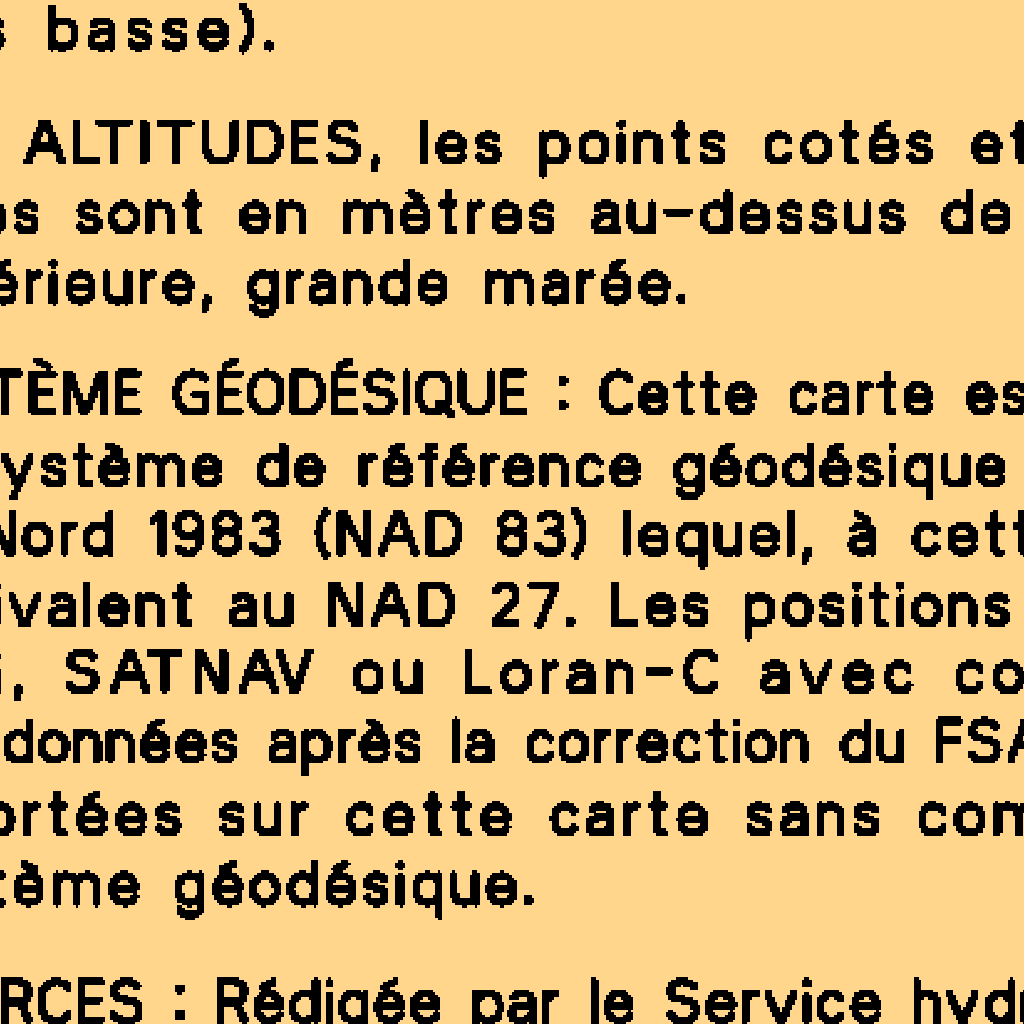 s basse).
ALTITUDES, les points cotés et
es sont en mètres au-dessus de
érieure, grande marée.
TÈME GÉODÉSIQUE : Cette carte es
ystème de référence géodésique
Nord 1983 (NAD 83) lequel, à cett
ivalent au NAD 27. Les positions
, SATNAV ou Loran-C avec co
données après la correction du FSA
ortées sur cette carte sans com
tème géodésique.
RCES : Rédigée par le Service hydr